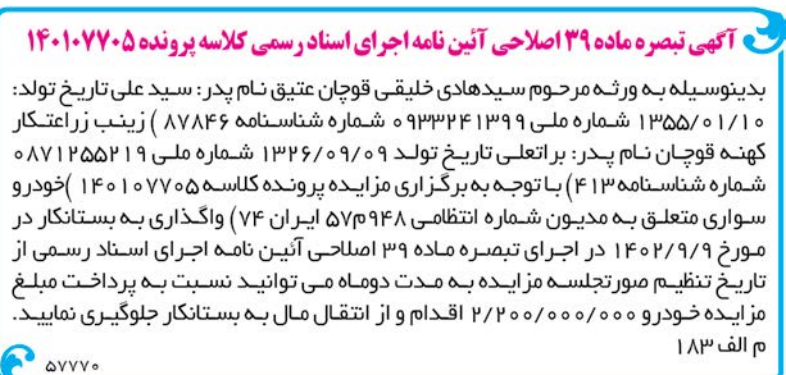 آگهی تبصره ماده ۳۹ اصلاحی آئین نامه اجرای اسناد رسمی کلاسه پرونده ۱۴۰۱۰۷۷۰۵
بدینوسیله به ورثه مرحوم سیدهادی خلیقی قوچان عتیق نام پدر: سید علی تاریخ تولد:
۱۳۵۵/۰۱/۱۰ شماره ملی ۰۹۳۳۲۴۱۳۹۹ شماره شناسنامه ۸۷۸۴۶ ) زینب زراعتکار
کهنه قوچان نام پدر: براتعلی تاریخ تولد ۱۳۲۶/۰۹/۰۹ شماره ملی ۰۸۷۱۲۵۵۲۱۹
شماره شناسنامه ۴۱۳) با توجه به برگزاری مزایده پرونده کلاسه ۱۴۰۱۰۷۷۰۵ )خودرو
سواری متعلق به مدیون شماره انتظامی ۹۴۸م۵۷ ایران ۷۴) واگذاری به بستانکار در
مورخ ۱۴۰۲/۹/۹ در اجرای تبصره ماده ۳۹ اصلاحی آئین نامه اجرای اسناد رسمی از
تاریخ تنظیم صورتجلسه مزایده به مدت دوماه می توانید نسبت به پرداخت مبلغ
مزایده خودرو ۲/۲۰۰/۰۰۰/۰۰۰ اقدام و از انتقال مال به بستانکار جلوگیری نمایید.
م الف ۱۸۳
۵۷۷۷۰